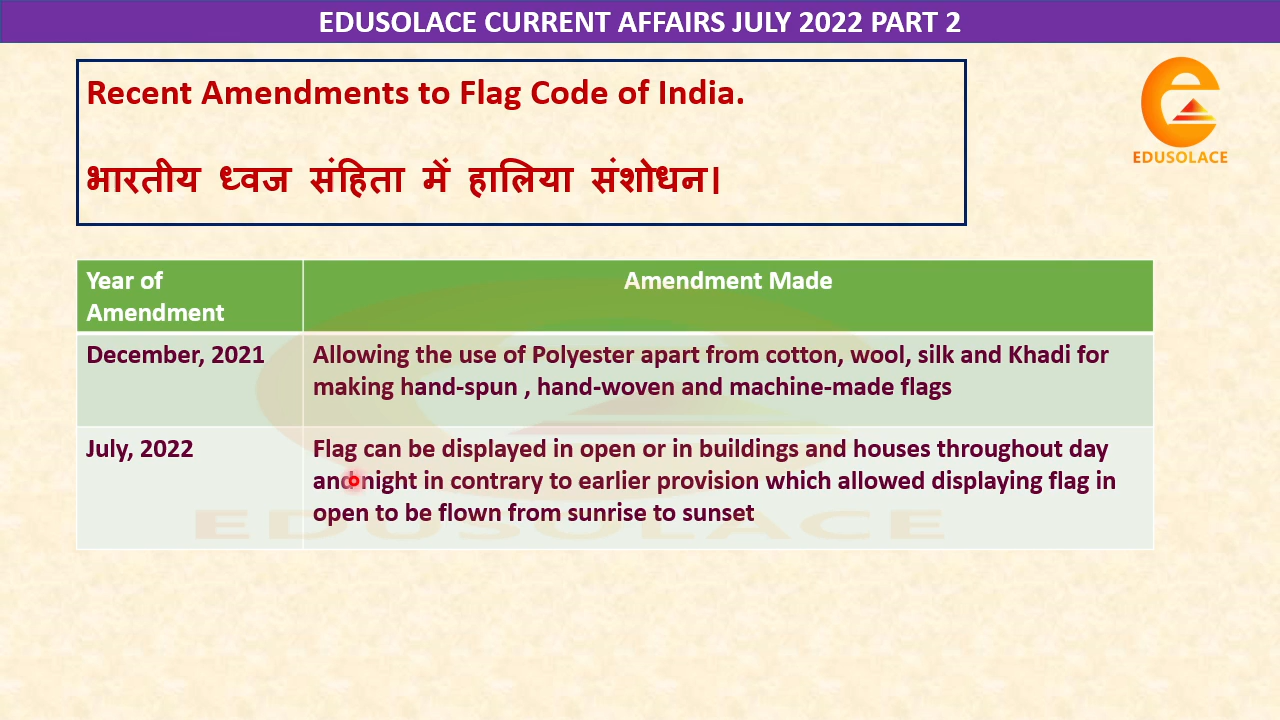 EDUSOLACE CURRENT AFFAIRS JULY 2022 PART 2
Recent Amendments to Flag Code of India.
भारतीय ध्वज संहिता में हालिया संशोधन।
EDUSOLACE
Year of
Amendment
Amendment Made
December, 2021
Allowing the use of Polyester apart from cotton, wool, silk and Khadi for
making hand-spun , hand-woven and machine-made flags
July, 2022
Flag can be displayed in open or in buildings and houses throughout day
and night in contrary to earlier provision which allowed displaying flag in
open to be flown from sunrise to sunset
EDUSOLACE